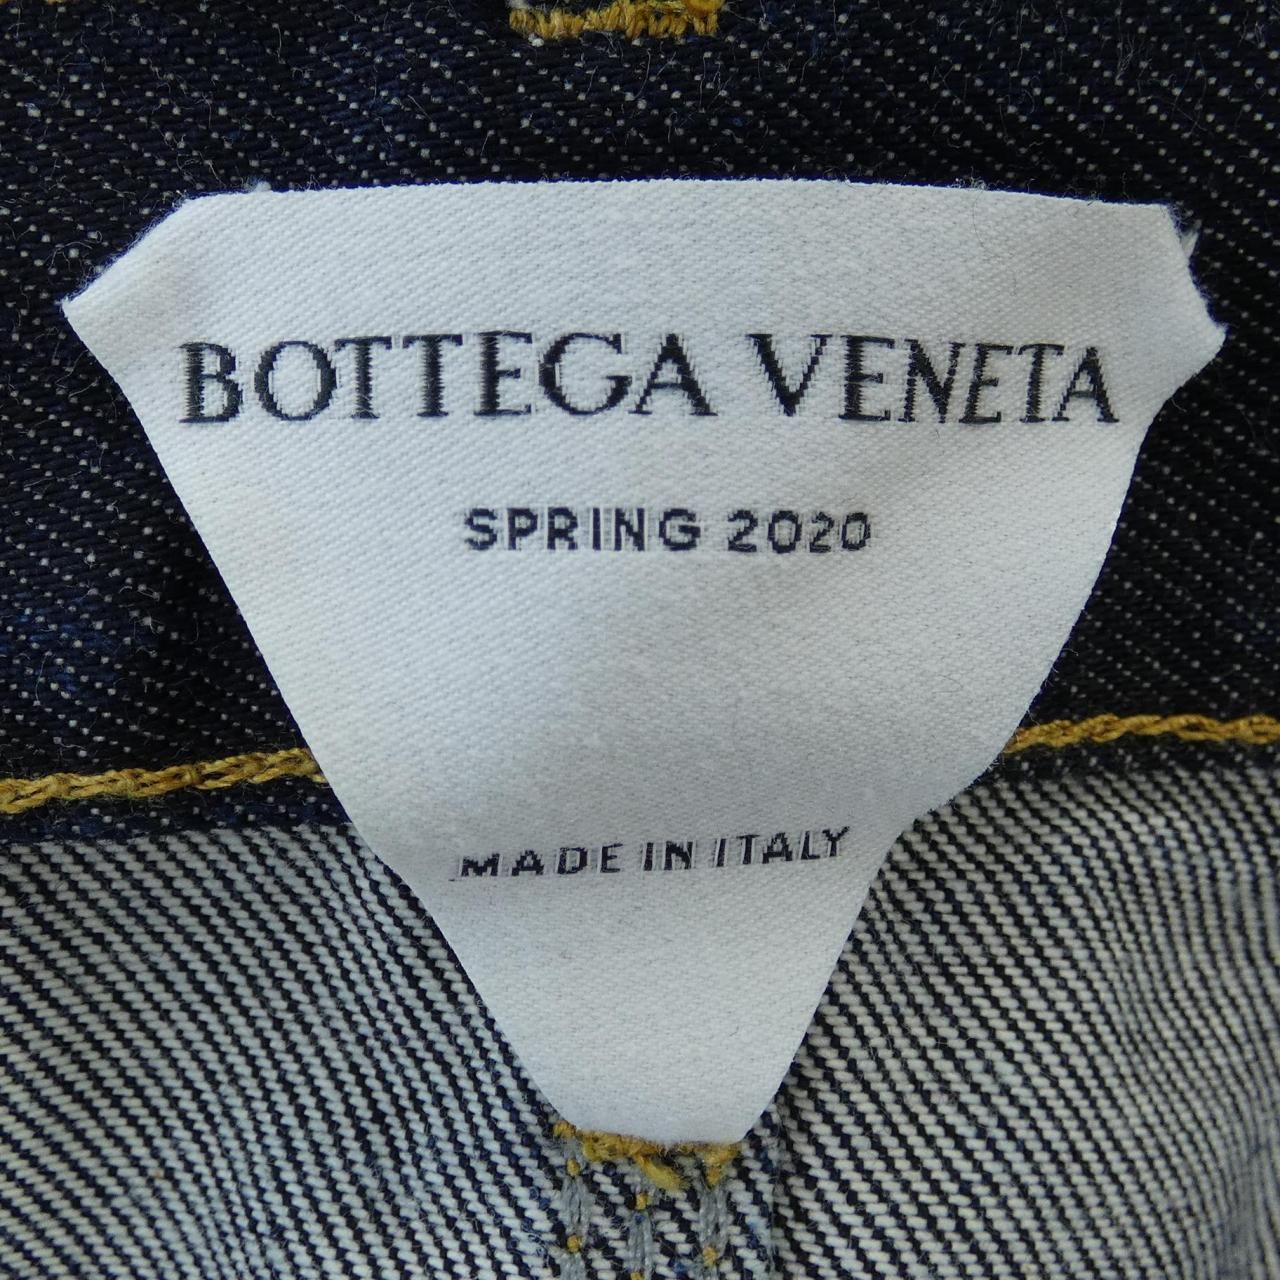 BOTTEGA VENETA
SPRING 2020
MADE IN ITALY